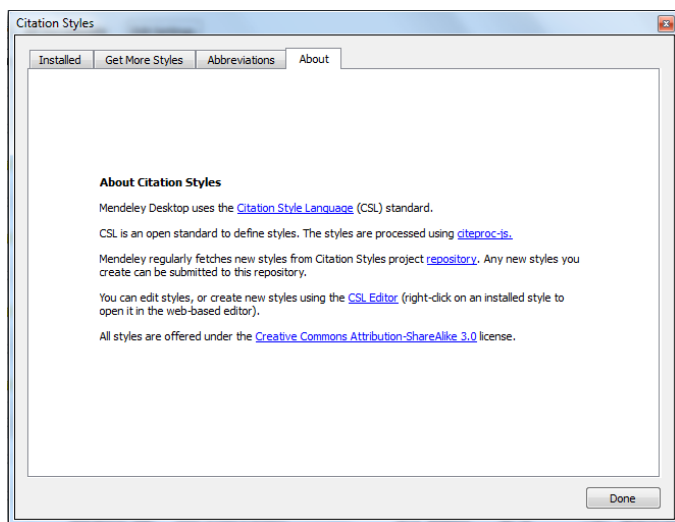 Citation Styles
Installed
Get More Styles
Abbreviations
About
About Citation Styles
Mendeley Desktop uses the Citation Style Language (CSL) standard.
CSL is an open standard to define styles. The styles are processed using citeproc-js.
Mendeley regularly fetches new styles from Citation Styles project repository. Any new styles you
create can be submitted to this repository.
You can edit styles, or create new styles using the CSL Editor (right-click on an installed style to
open it in the web-based editor).
All styles are offered under the Creative Commons Attribution-ShareAlike 3.0 license.
Done